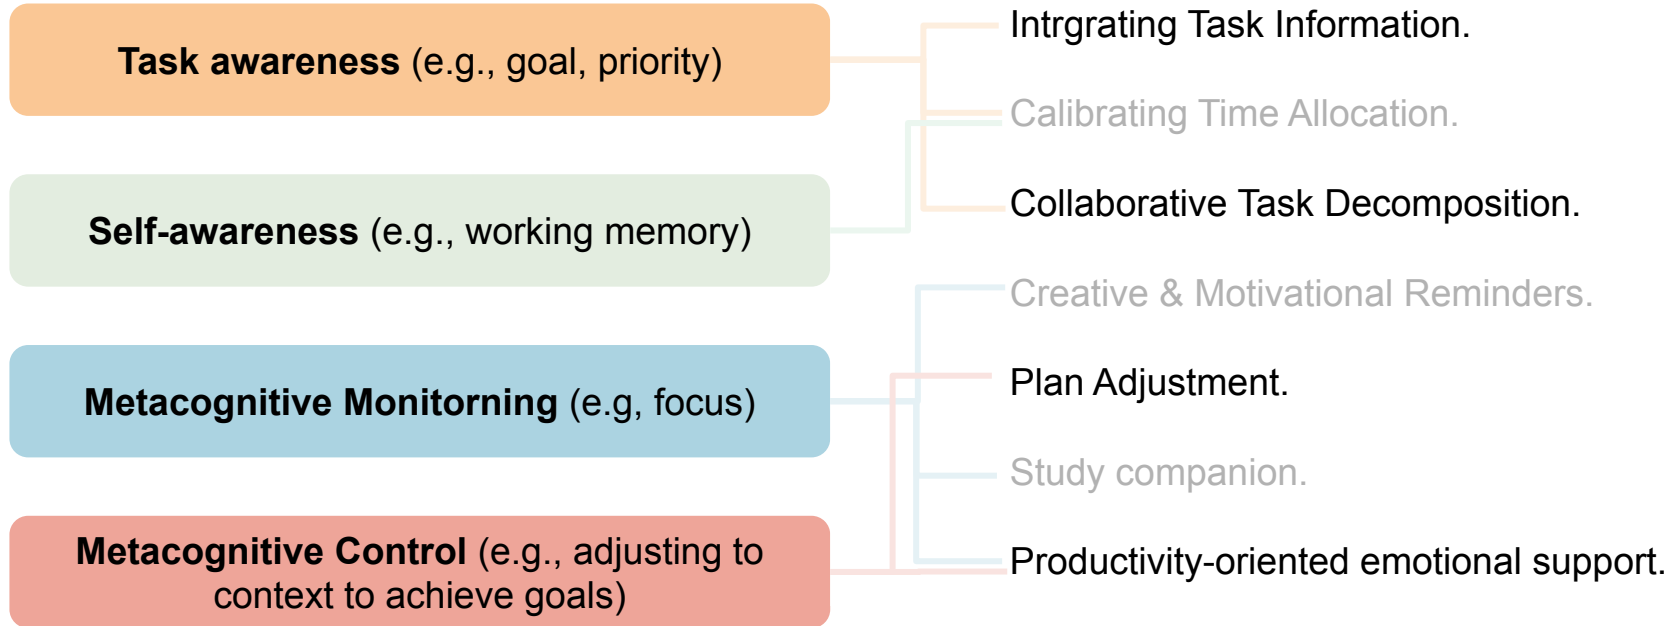 Task awareness (e.g., goal, priority)
Self-awareness (e.g., working memory)
Metacognitive Monitorning (e.g, focus)
Metacognitive Control (e.g., adjusting to
context to achieve goals)
Intrgrating Task Information.
Calibrating Time Allocation.
Collaborative Task Decomposition.
Creative & Motivational Reminders.
Plan Adjustment.
Study companion.
Productivity-oriented emotional support.